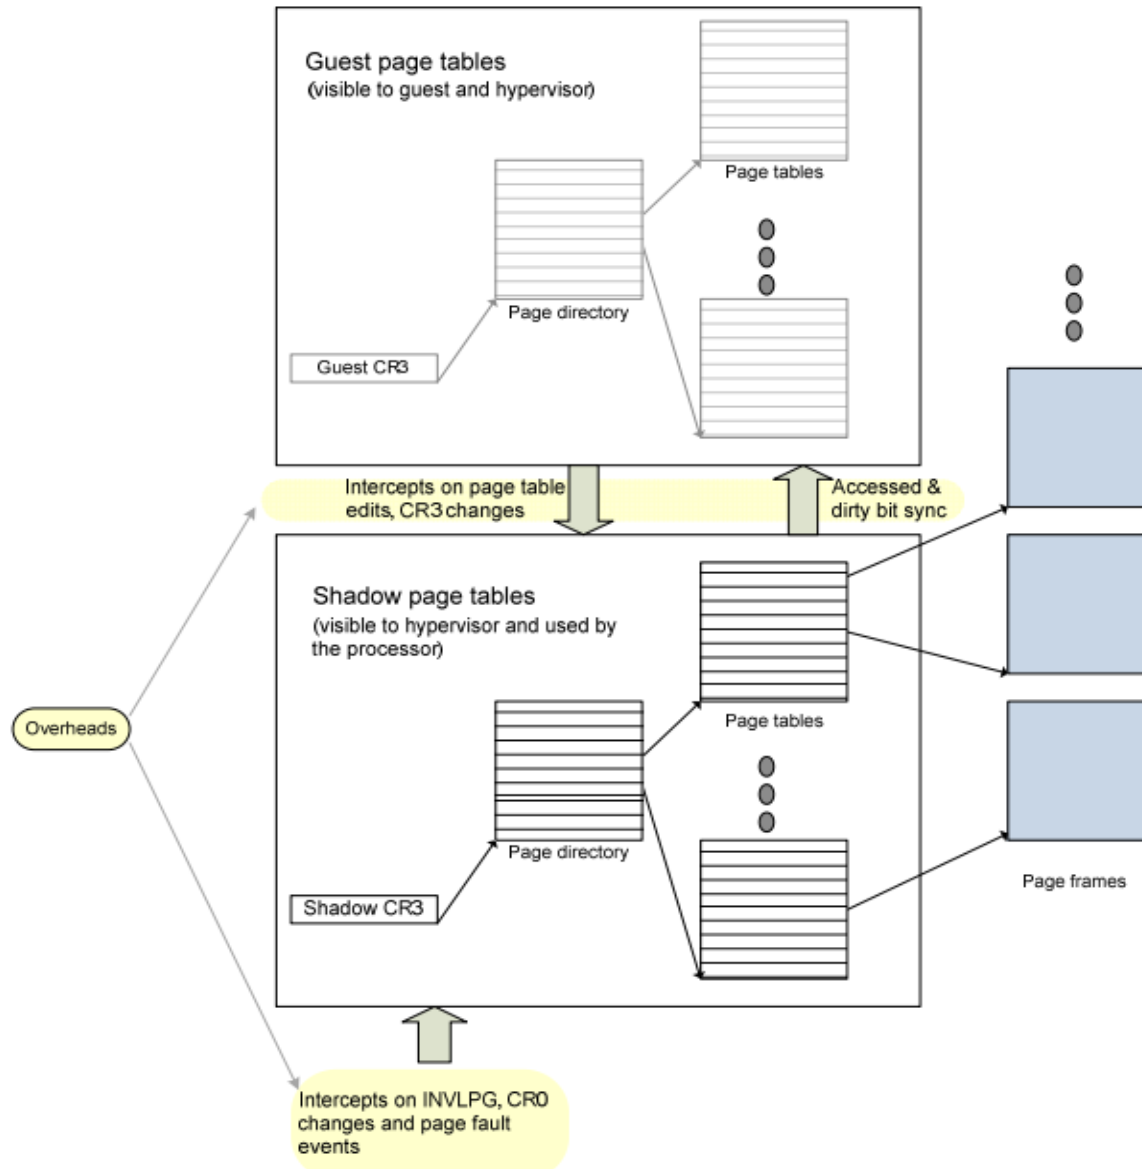 Guest page tables
(visible to guest and hypervisor)
Page tables
Page directory
Guest CR3
Intercepts on page table
edits, CR3 changes
Accessed &
dirty bit sync
Shadow page tables
(visible to hypervisor and used by
the processor)
Page tables
Overheads
Page directory
Page frames
Shadow CR3
Intercepts on INVLPG, CR0
changes and page fault
events